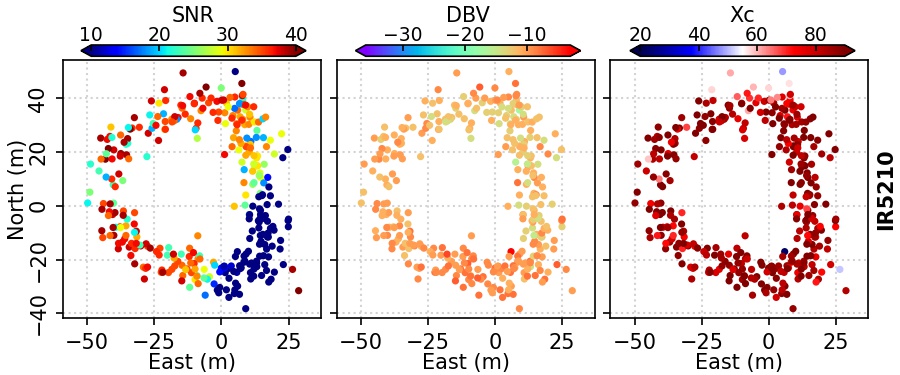 SNR DBV Xc
10 20 30 40 −30 −20 −10 20 40 60 80
40
20
0
−20
−40
North (m)
−50 −25 0 25 −50 −25 0 25 −50 −25 0 25
East (m) East (m) East (m)
IR5210